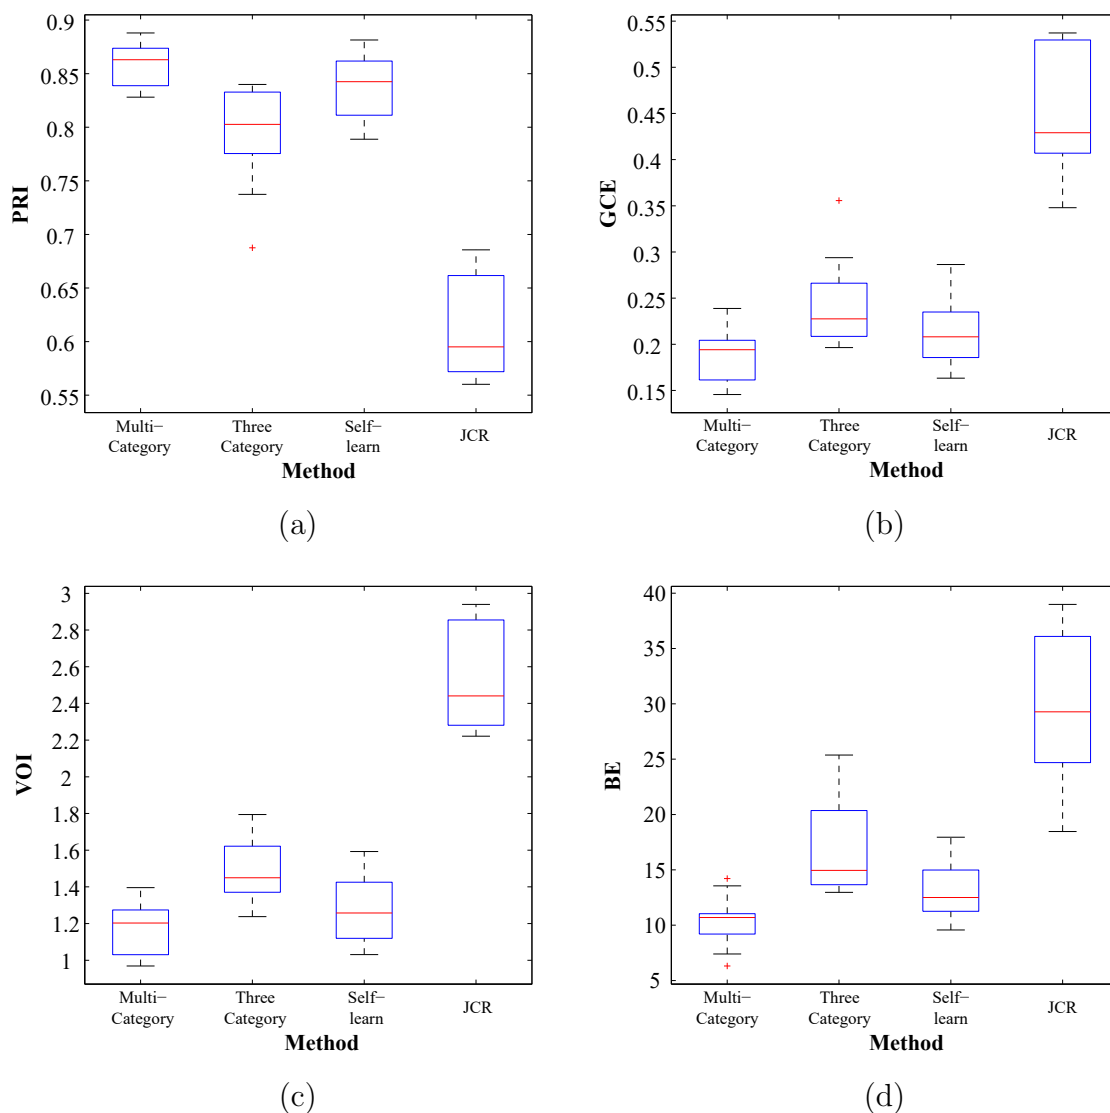 PRI
0.9
0.85
0.8
0.75
0.7
0.65
0.6
0.55
Multi− Three Self− JCR
Category Category learn
Method
(a)
GCE
0.55
0.5
0.45
0.4
0.35
0.3
0.25
0.2
0.15
Multi− Three Self− JCR
Category Category learn
Method
(b)
VOI
3
2.8
2.6
2.4
2.2
2
1.8
1.6
1.4
1.2
1
Multi− Three Self− JCR
Category Category learn
Method
(c)
BE
40
35
30
25
20
15
10
5
Multi− Three Self− JCR
Category Category learn
Method
(d)